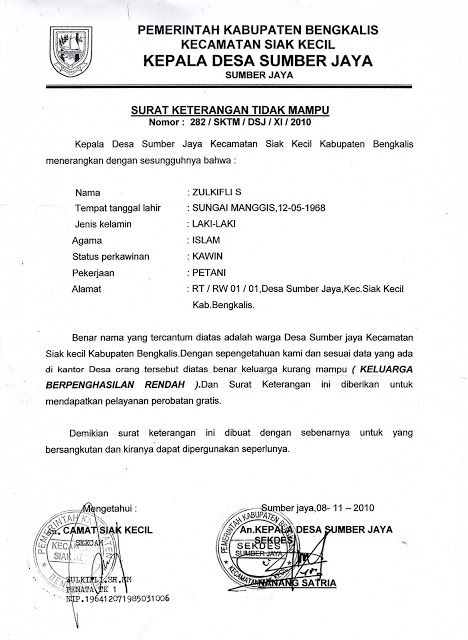 PEMERINTAH KABUPATEN BENGKALIS
KECAMATAN SIAK KECIL
KEPALA DESA SUMBER JAYA
SUMBER JAYA
SURAT KETERANGAN TIDAK MAMPU
Nomor : 282 / SKTM / DSJ / XI / 2010
Kepala Desa Sumber Jaya Kecamatan Siak Kecil Kabupaten Bengkalis
menerangkan dengan sesungguhnya bahwa :
Nama : ZULKIFLI S
Tempat tanggal lahir : SUNGAI MANGGIS,12-05-1968
Jenis kelamin : LAKI-LAKI
Agama : ISLAM
Status perkawinan : KAWIN
Pekerjaan : PETANI
Alamat : RT / RW 01 / 01,Desa Sumber Jaya,Kec.Siak Kecil
Kab.Bengkalis.
Benar nama yang tercantum diatas adalah warga Desa Sumber jaya Kecamatan
Siak kecil Kabupaten Bengkalis.Dengan sepengetahuan kami dan sesuai data yang ada
di kantor Desa orang tersebut diatas benar keluarga kurang mampu ( KELUARGA
BERPENGHASILAN RENDAH ).Dan Surat Keterangan ini diberikan untuk
mendapatkan pelayanan perobatan gratis.
Demikian surat keterangan ini dibuat dengan sebenarnya untuk yang
bersangkutan dan kiranya dapat dipergunakan seperlunya.
Mengetahui :
CAMAT SIAK KECIL
SEKCAM
PEMERINTAH KABUPATEN
KECAMATAN
SIAK KECIL
ZULKIFLI.SH.MM
PENATA TK 1
NIP.196412071985031006
Sumber jaya,08- 11 – 2010
An.KEPALA DESA SUMBER JAYA
SEKDES
PEMERINTAH KABUPATEN BENGKALIS
SEKDES
SUMBER JAYA
NANANG SATRIA